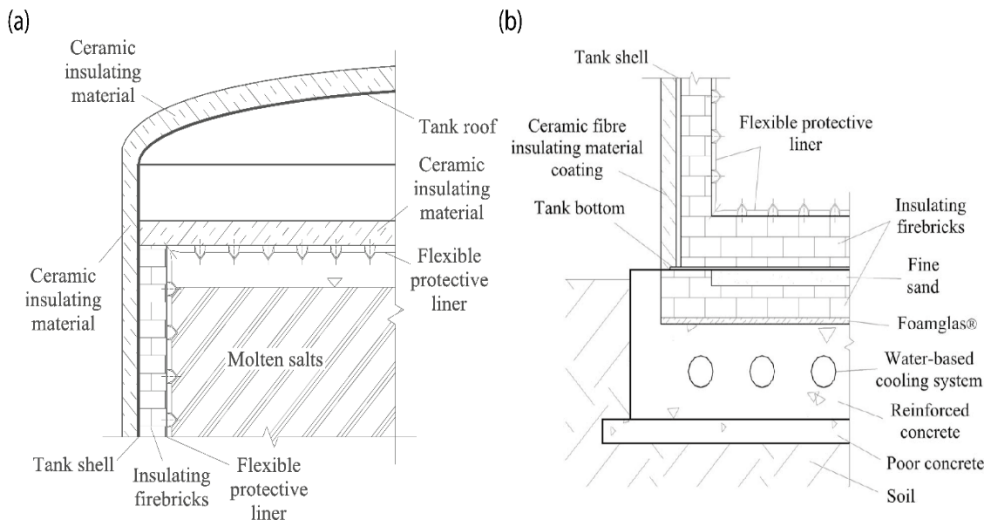 (a)
Ceramic
insulating
material
Tank roof
Ceramic
insulating
material
Flexible
protective
liner
Ceramic
insulating
material
Molten salts
Tank shell
Insulating
firebricks
Flexible
protective
liner
(b)
Tank shell
Flexible protective
liner
Ceramic fibre
insulating material
coating
Tank bottom
Insulating
firebricks
Fine
sand
Foamglas®
Water-based
cooling system
Reinforced
concrete
Poor concrete
Soil